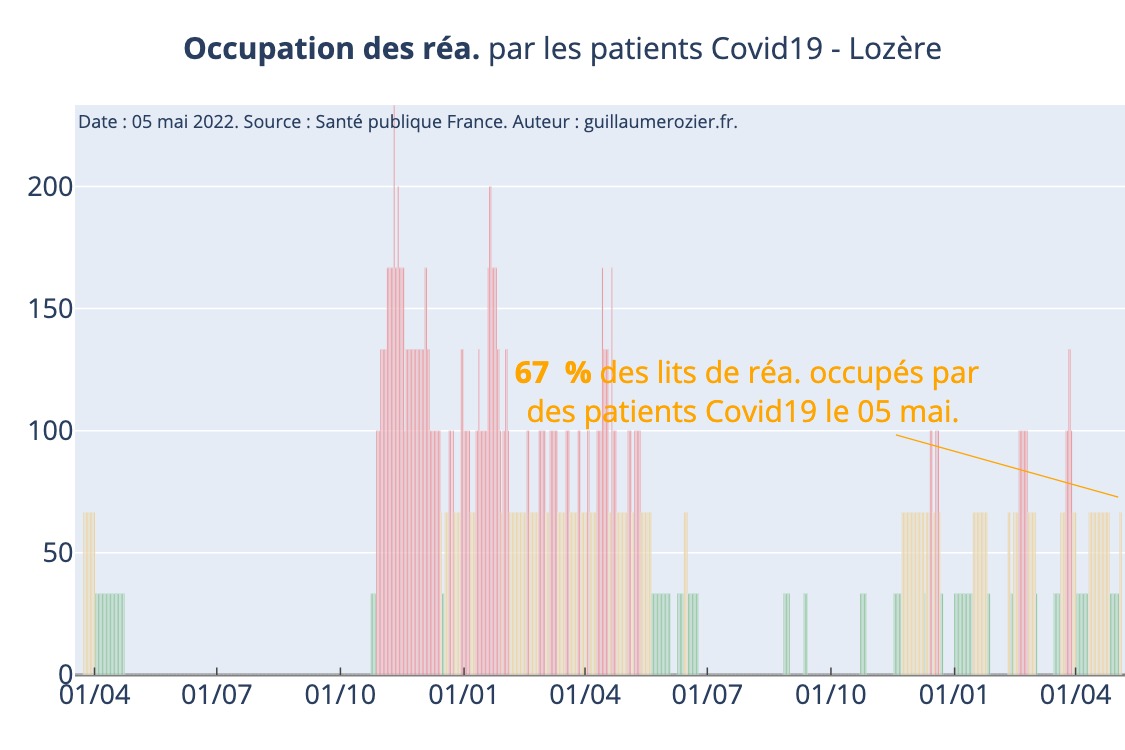 Occupation des réa. par les patients Covid19 - Lozère
Date : 05 mai 2022. Source : Santé publique France. Auteur : guillaumerozier.fr.
200
150
67  % des lits de réa. occupés par
des patients Covid19 le 05 mai.
100
50
0
01/04 01/07 01/10 01/01 01/04 01/07 01/10 01/01 01/04